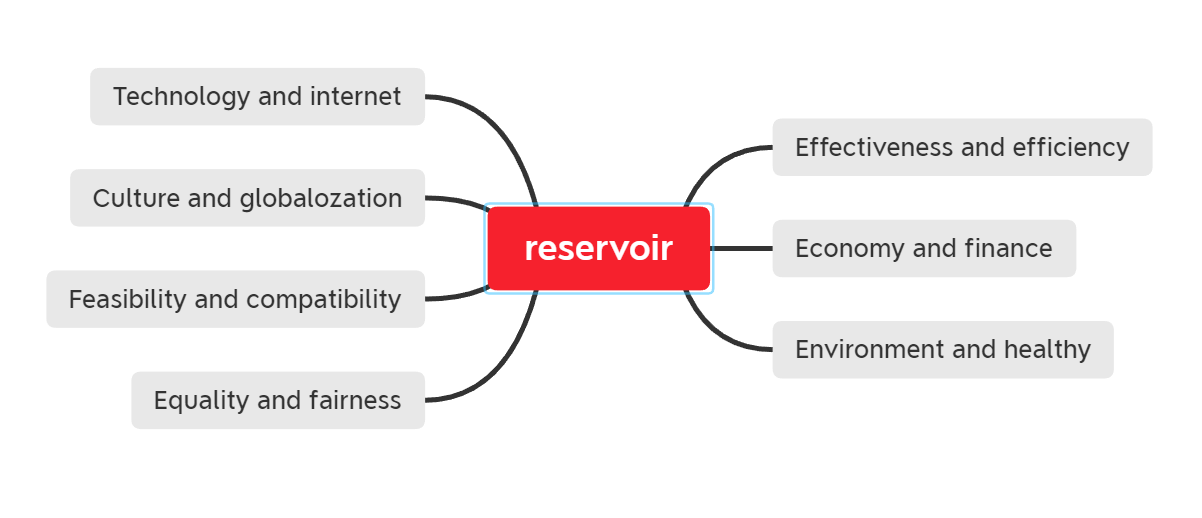 Technology and internet
Culture and globalozation
Feasibility and compatibility
Equality and fairness
reservoir
Effectiveness and efficiency
Economy and finance
Environment and healthy